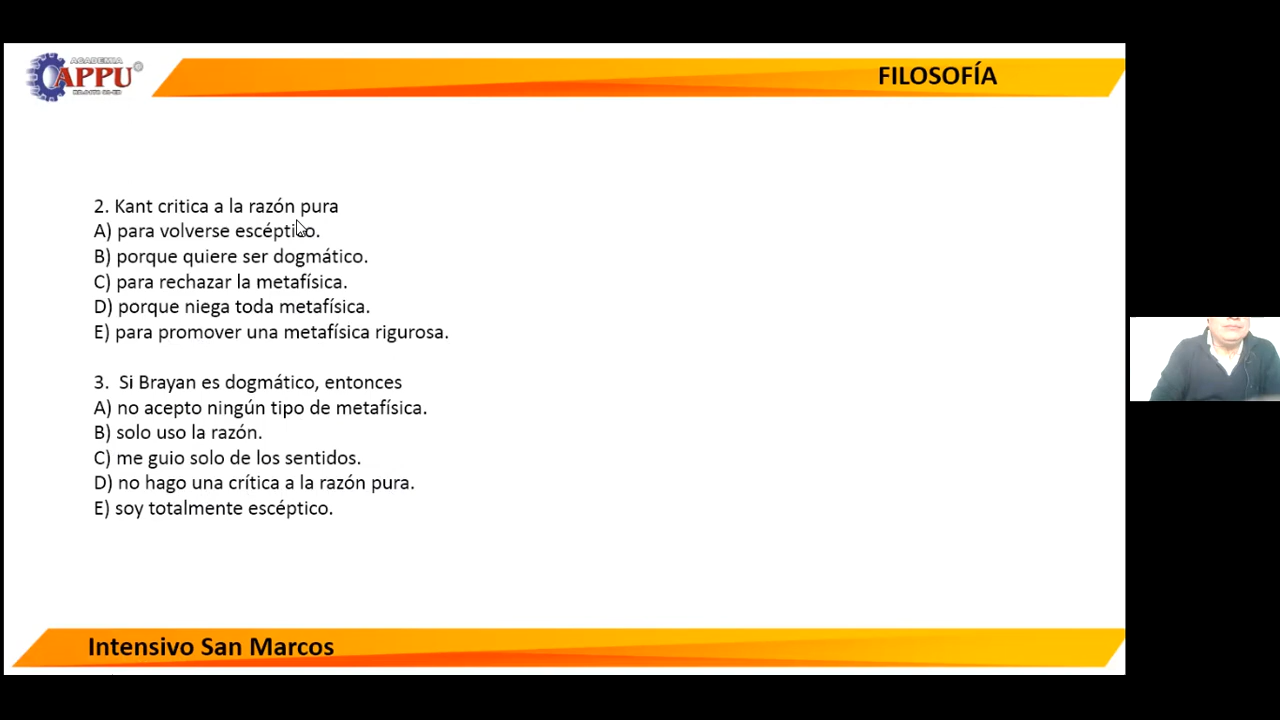 ACADEMIA
APPU
FILOSOFÍA
2. Kant critica a la razón pura
A) para volverse escéptico.
B) porque quiere ser dogmático.
C) para rechazar la metafísica.
D) porque niega toda metafísica.
E) para promover una metafísica rigurosa.
3. Si Brayan es dogmático, entonces
A) no acepto ningún tipo de metafísica.
B) solo uso la razón.
C) me guio solo de los sentidos.
D) no hago una crítica a la razón pura.
E) soy totalmente escéptico.
Intensivo San Marcos